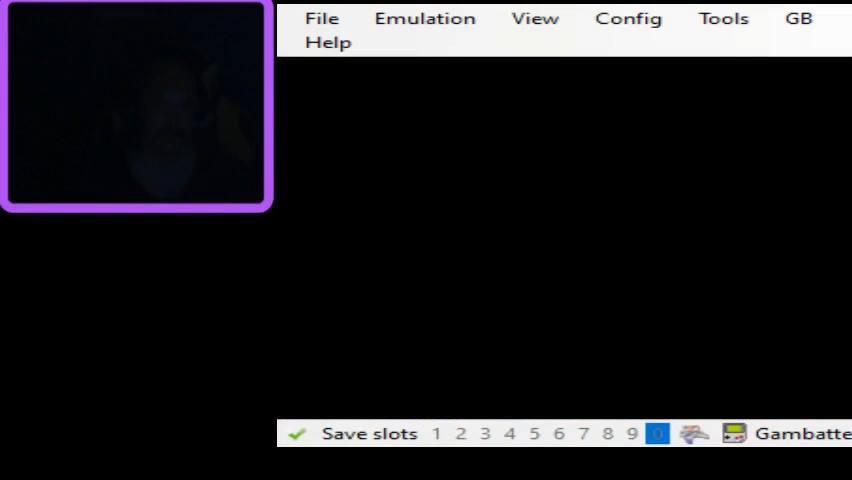 File Emulation View Config Tools GB
Help
Save slots 1 2 3 4 5 6 7 8 9 0 Gambatte